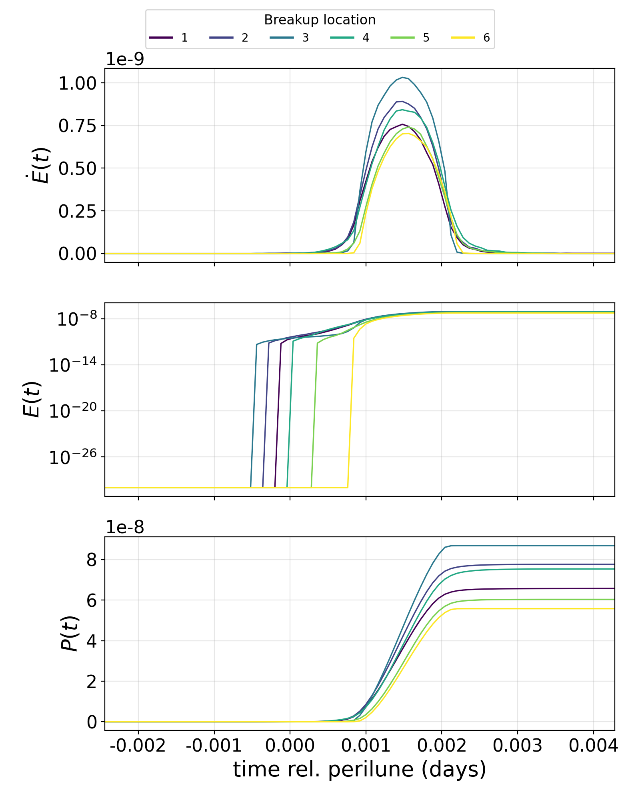 Breakup location
1 2 3 4 5 6
1e-9
1.00
0.75
0.50
0.25
0.00
Ė(t)
10⁻⁸
10⁻¹⁴
10⁻²⁰
10⁻²⁶
E(t)
1e-8
8
6
4
2
0
P(t)
-0.002 -0.001 0.000 0.001 0.002 0.003 0.004
time rel. perilune (days)